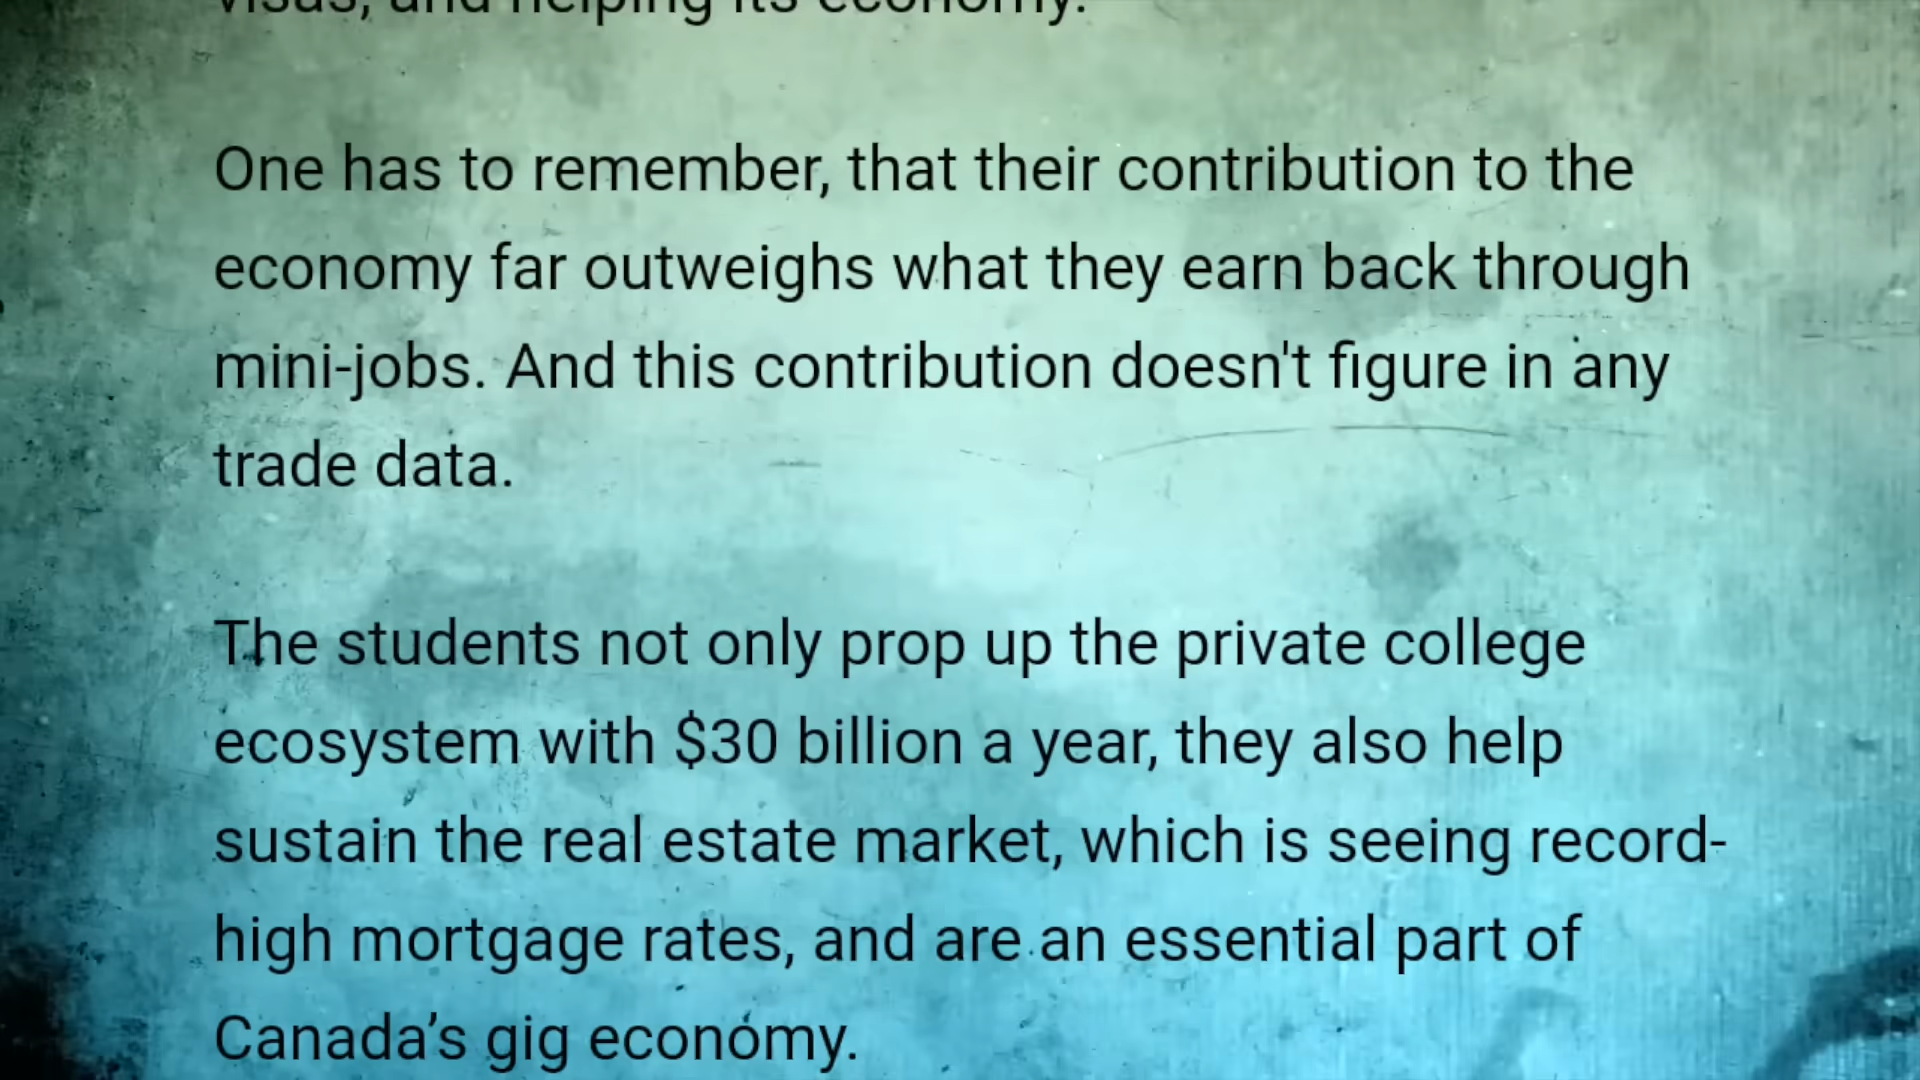 visas, and helping its economy.
One has to remember, that their contribution to the
economy far outweighs what they earn back through
mini-jobs. And this contribution doesn't figure in any
trade data.
The students not only prop up the private college
ecosystem with $30 billion a year, they also help
sustain the real estate market, which is seeing record-
high mortgage rates, and are an essential part of
Canada’s gig economy.